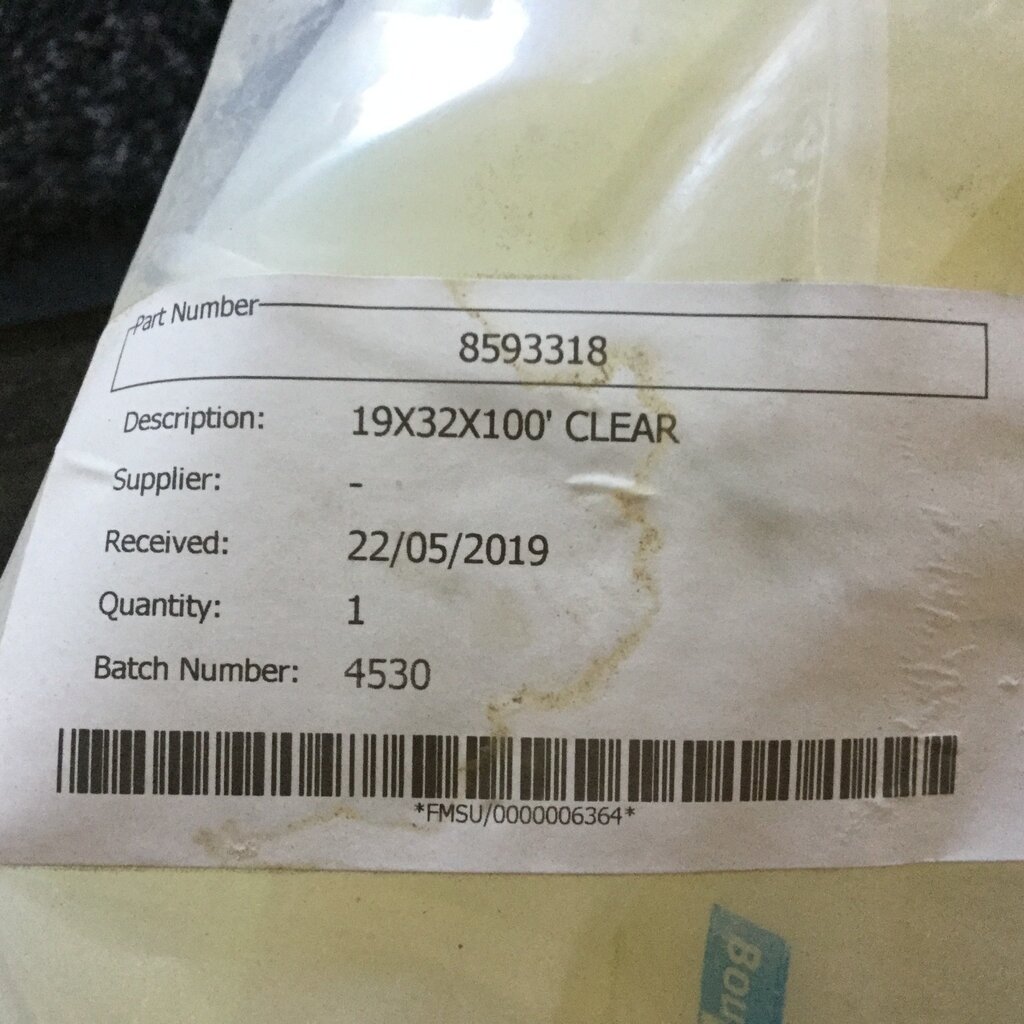 Part Number
8593318
Description: 19X32X100' CLEAR
Supplier: -
Received: 22/05/2019
Quantity: 1
Batch Number: 4530
*FMSU/0000006364*